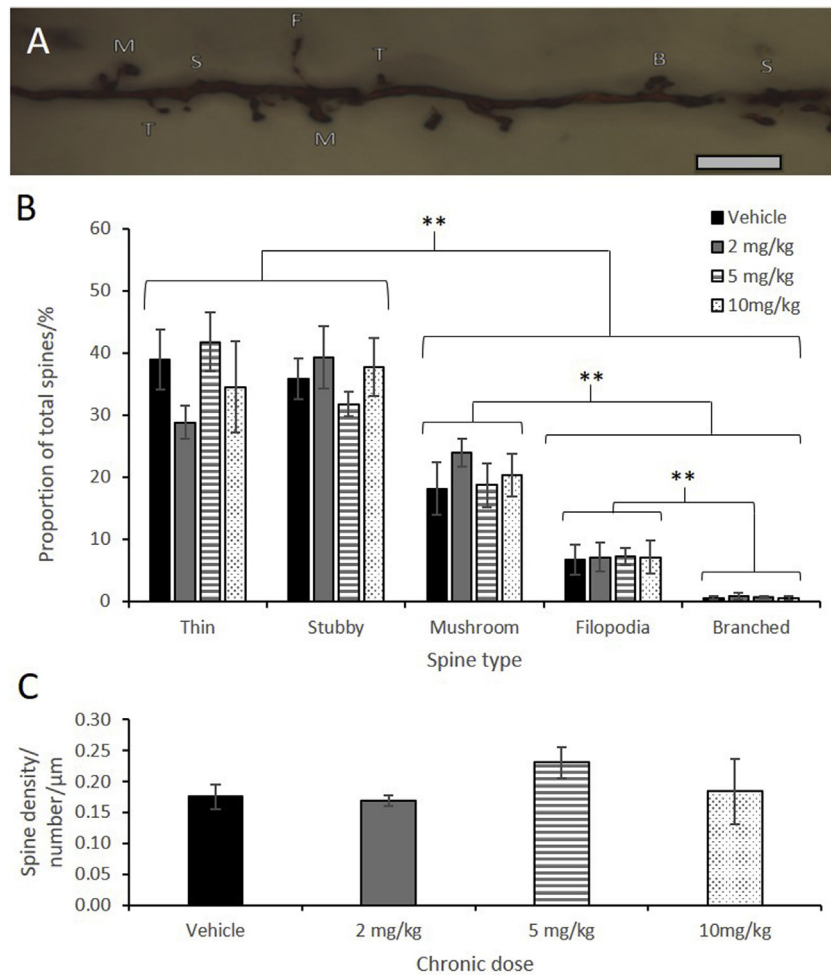 A
F
M
S
T
B
S
T
M
B
60
**
Vehicle
2 mg/kg
5 mg/kg
10mg/kg
50
40
**
30
20
**
10
0
Proportion of total spines/%
Thin
Stubby
Mushroom
Filopodia
Branched
Spine type
C
0.30
0.25
0.20
0.15
0.10
0.05
0.00
Spine density/
number/µm
Vehicle
2 mg/kg
5 mg/kg
10mg/kg
Chronic dose